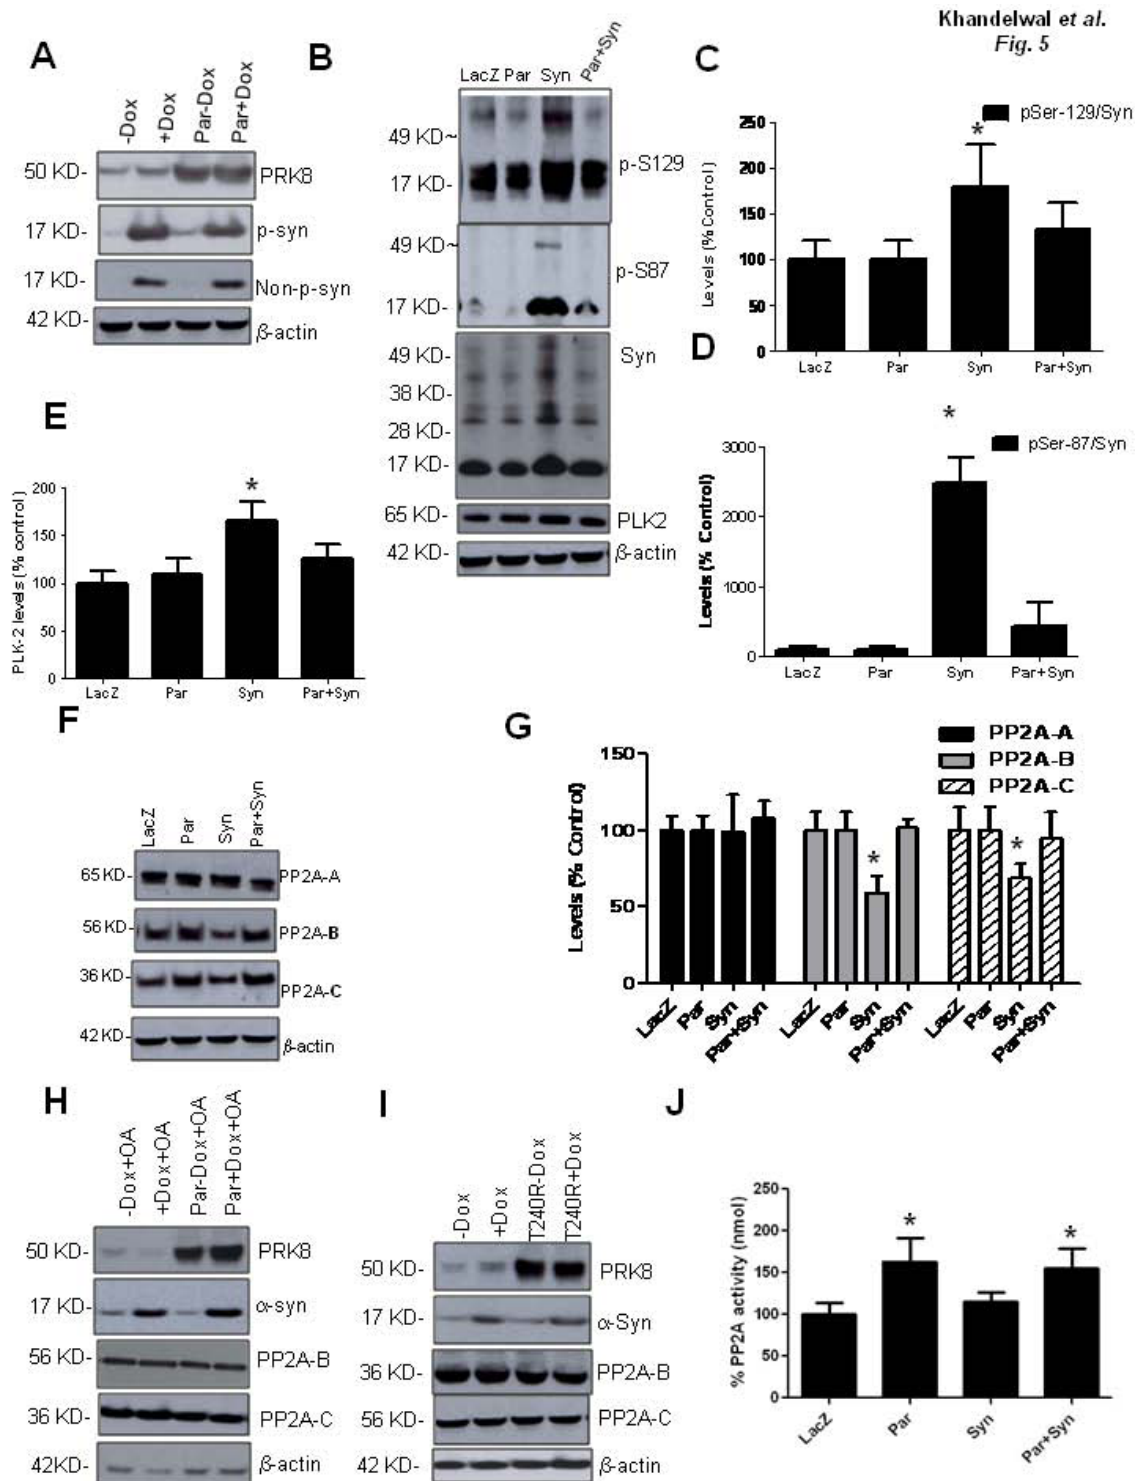 Khandelwal et al.
Fig. 5
A
-Dox
+Dox
Par-Dox
Par+Dox
50 KD-
PRK8
17 KD-
p-syn
17 KD-
Non-p-syn
42 KD-
β-actin
B
LacZ Par Syn Par+Syn
49 KD~
p-S129
17 KD-
49 KD~
p-S87
17 KD-
Syn
49 KD-
38 KD-
28 KD-
17 KD-
65 KD-
PLK2
42 KD-
β-actin
C
pSer-129/Syn
Levels (% Control)
250
200
150
100
50
0
*
LacZ Par Syn Par+Syn
D
pSer-87/Syn
Levels (% Control)
3000
2000
1000
0
*
LacZ Par Syn Par+Syn
E
PLK-2 levels (% control)
200
150
100
50
0
*
LacZ Par Syn Par+Syn
F
LacZ
Par
Syn
Par+Syn
65 KD-
PP2A-A
56 KD-
PP2A-B
36 KD-
PP2A-C
42 KD-
β-actin
G
PP2A-A
PP2A-B
PP2A-C
Levels (% Control)
150
100
50
0
*
*
LacZ Par Syn Par+Syn LacZ Par Syn Par+Syn LacZ Par Syn Par+Syn
H
-Dox+OA
+Dox+OA
Par-Dox+OA
Par+Dox+OA
50 KD-
PRK8
17 KD-
α-syn
56 KD-
PP2A-B
36 KD-
PP2A-C
42KD-
β-actin
I
-Dox
+Dox
T240R-Dox
T240R+Dox
50 KD-
PRK8
17 KD-
α-Syn
36 KD-
PP2A-B
56 KD-
PP2A-C
42 KD-
β-actin
J
% PP2A activity (nmol)
250
200
150
100
50
0
*
*
LacZ Par Syn Par+Syn